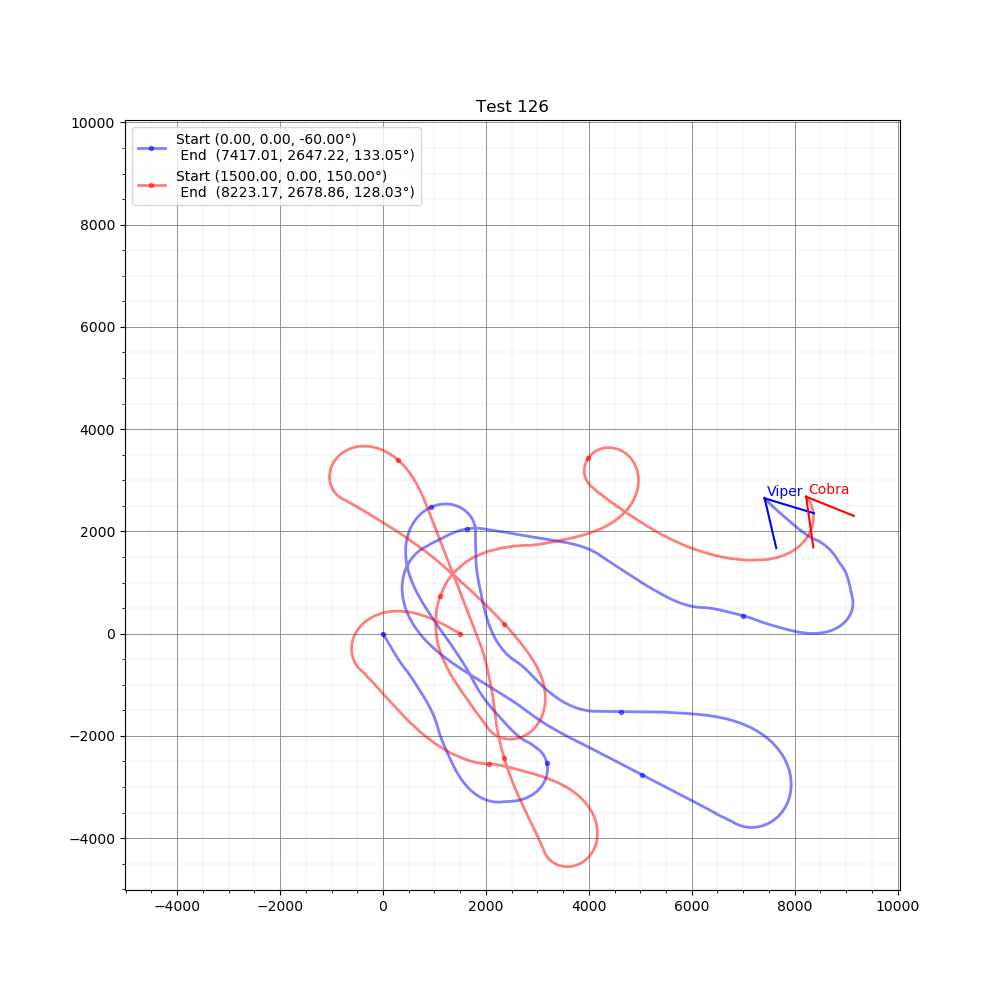 Test 126
Start (0.00, 0.00, -60.00°)
End (7417.01, 2647.22, 133.05°)
Start (1500.00, 0.00, 150.00°)
End (8223.17, 2678.86, 128.03°)
10000
8000
6000
4000
2000
0
−2000
−4000
Viper
Cobra
−4000 −2000 0 2000 4000 6000 8000 10000